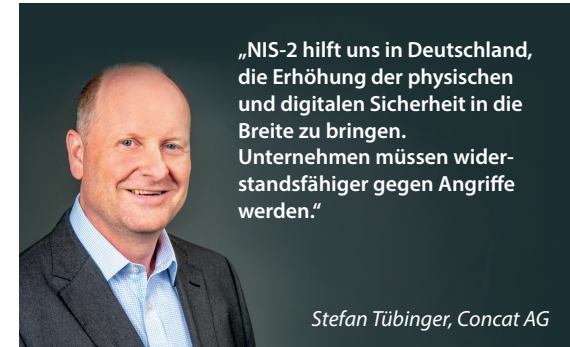 „NIS-2 hilft uns in Deutschland,
die Erhöhung der physischen
und digitalen Sicherheit in die
Breite zu bringen.
Unternehmen müssen wider-
standsfähiger gegen Angriffe
werden.“
Stefan Tübinger, Concat AG